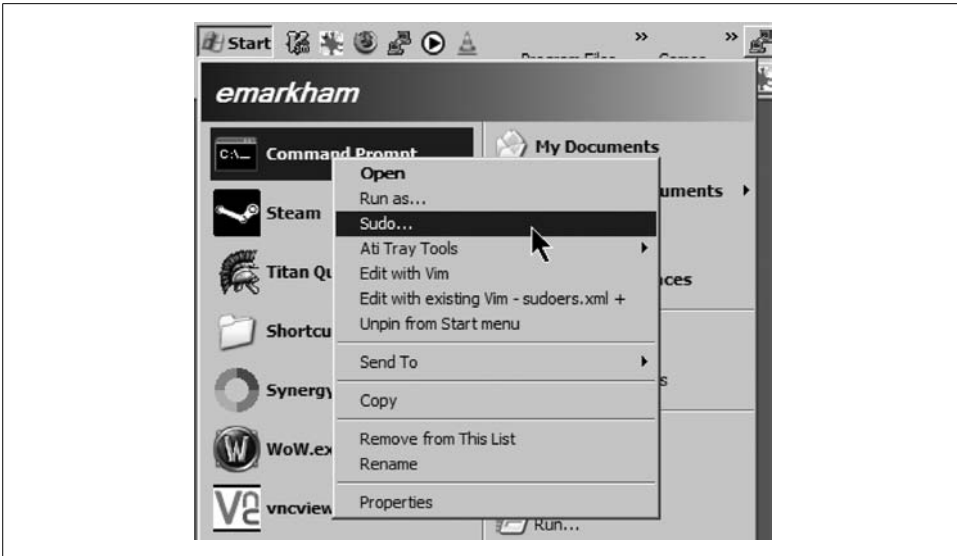 Start
» »
emarkham
C:\_ Command Prompt
My Documents
Open
Run as...
Sudo...
Ati Tray Tools
Edit with Vim
Edit with existing Vim - sudoers.xml +
Unpin from Start menu
Send To
Copy
Remove from This List
Rename
Properties
Steam
Titan Qu
Shortcu
Synergy
W WoW.ex
vncview
uments
nces
s
Run...